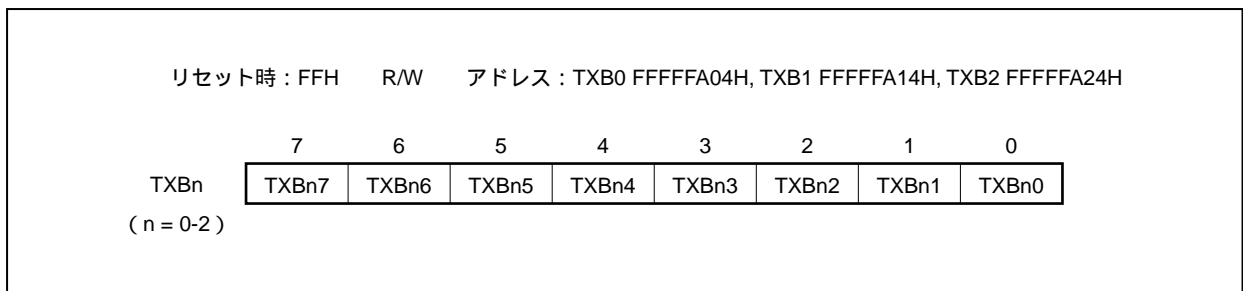 リセット時：FFH R/W アドレス：TXB0 FFFFFA04H, TXB1 FFFFFA14H, TXB2 FFFFFA24H
7 6 5 4 3 2 1 0
TXBn TXBn7 TXBn6 TXBn5 TXBn4 TXBn3 TXBn2 TXBn1 TXBn0
（n = 0-2）